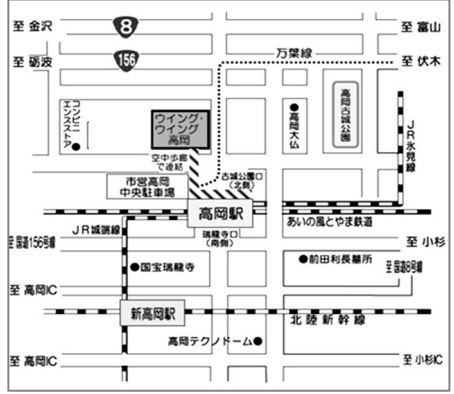 至 金沢
8
至 富山
万葉線
至 砺波
156
至 伏木
コンビニ
エンスストア
ウイング・
ウイング
高岡
高岡大仏
高岡古城公園
JR氷見線
空中歩廊
で連結
古城公園口
(北側)
市営高岡
中央駐車場
高岡駅
あいの風とやま鉄道
JR城端線
瑞龍寺口
(南側)
至 国道156号線
至 小杉
国宝瑞龍寺
前田利長墓所
至 国道8号線
至 高岡IC
新高岡駅
北陸新幹線
高岡テクノドーム
至 高岡IC
至 小杉IC